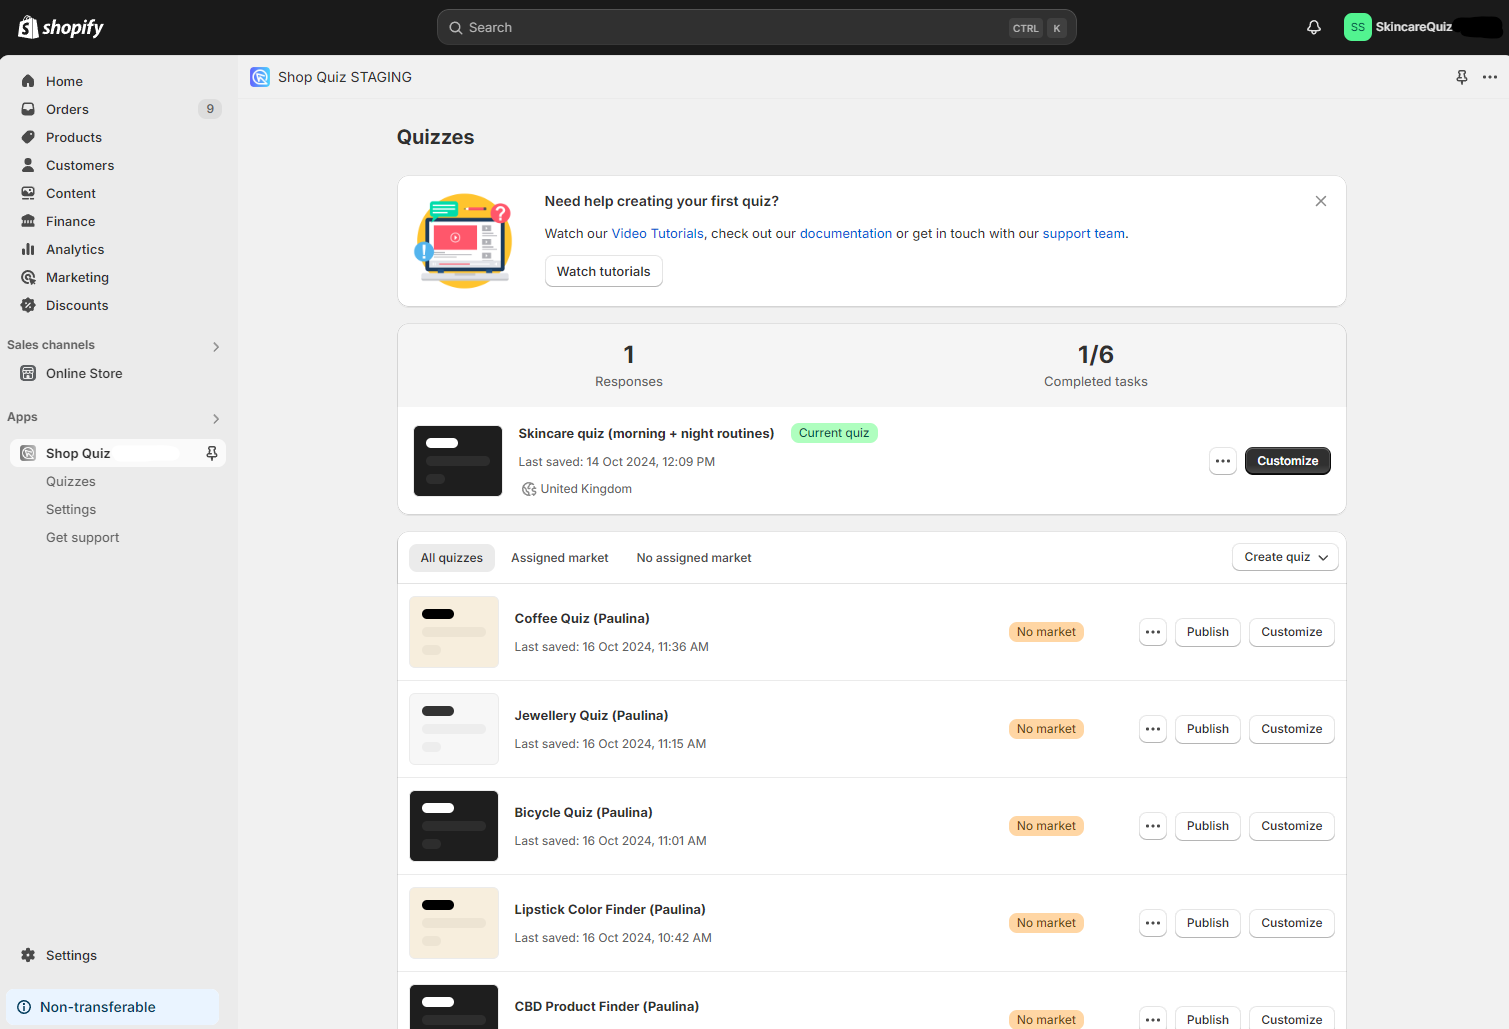 shopify
Search
CTRL K
SS
SkincareQuiz
Home
Orders 9
Products
Customers
Content
Finance
Analytics
Marketing
Discounts
Sales channels
Online Store
Apps
Shop Quiz
Quizzes
Settings
Get support
Settings
Non-transferable
Shop Quiz STAGING
Quizzes
Need help creating your first quiz?
Watch our Video Tutorials, check out our documentation or get in touch with our support team.
Watch tutorials
1
Responses
1/6
Completed tasks
Skincare quiz (morning + night routines) Current quiz
Last saved: 14 Oct 2024, 12:09 PM
United Kingdom
Customize
All quizzes Assigned market No assigned market Create quiz
Coffee Quiz (Paulina)
Last saved: 16 Oct 2024, 11:36 AM
No market Publish Customize
Jewellery Quiz (Paulina)
Last saved: 16 Oct 2024, 11:15 AM
No market Publish Customize
Bicycle Quiz (Paulina)
Last saved: 16 Oct 2024, 11:01 AM
No market Publish Customize
Lipstick Color Finder (Paulina)
Last saved: 16 Oct 2024, 10:42 AM
No market Publish Customize
CBD Product Finder (Paulina)
No market Publish Customize